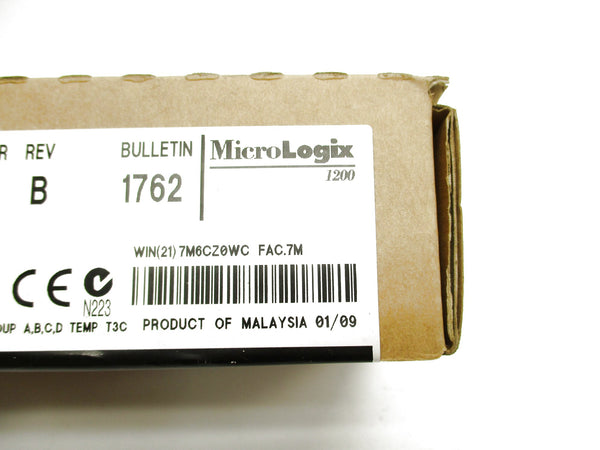 R REV BULLETIN MicroLogix
B 1762 1200
WIN(21)7M6CZ0WC FAC.7M
CE
N223
OUP A,B,C,D TEMP T3C PRODUCT OF MALAYSIA 01/09